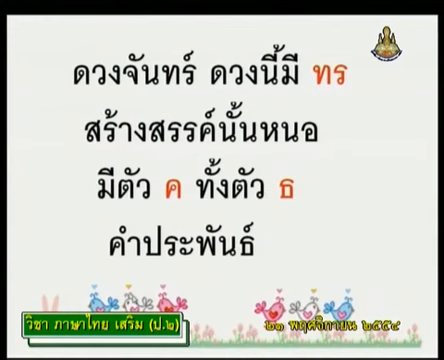 ดวงจันทร์ ดวงนี้มี ทร
สร้างสรรค์นั้นหนอ
มีตัว ค ทั้งตัว ธ
คำประพันธ์
วิชา ภาษาไทย เสริม (ป.๒)
๒๑ พฤศจิกายน ๒๕๕๔